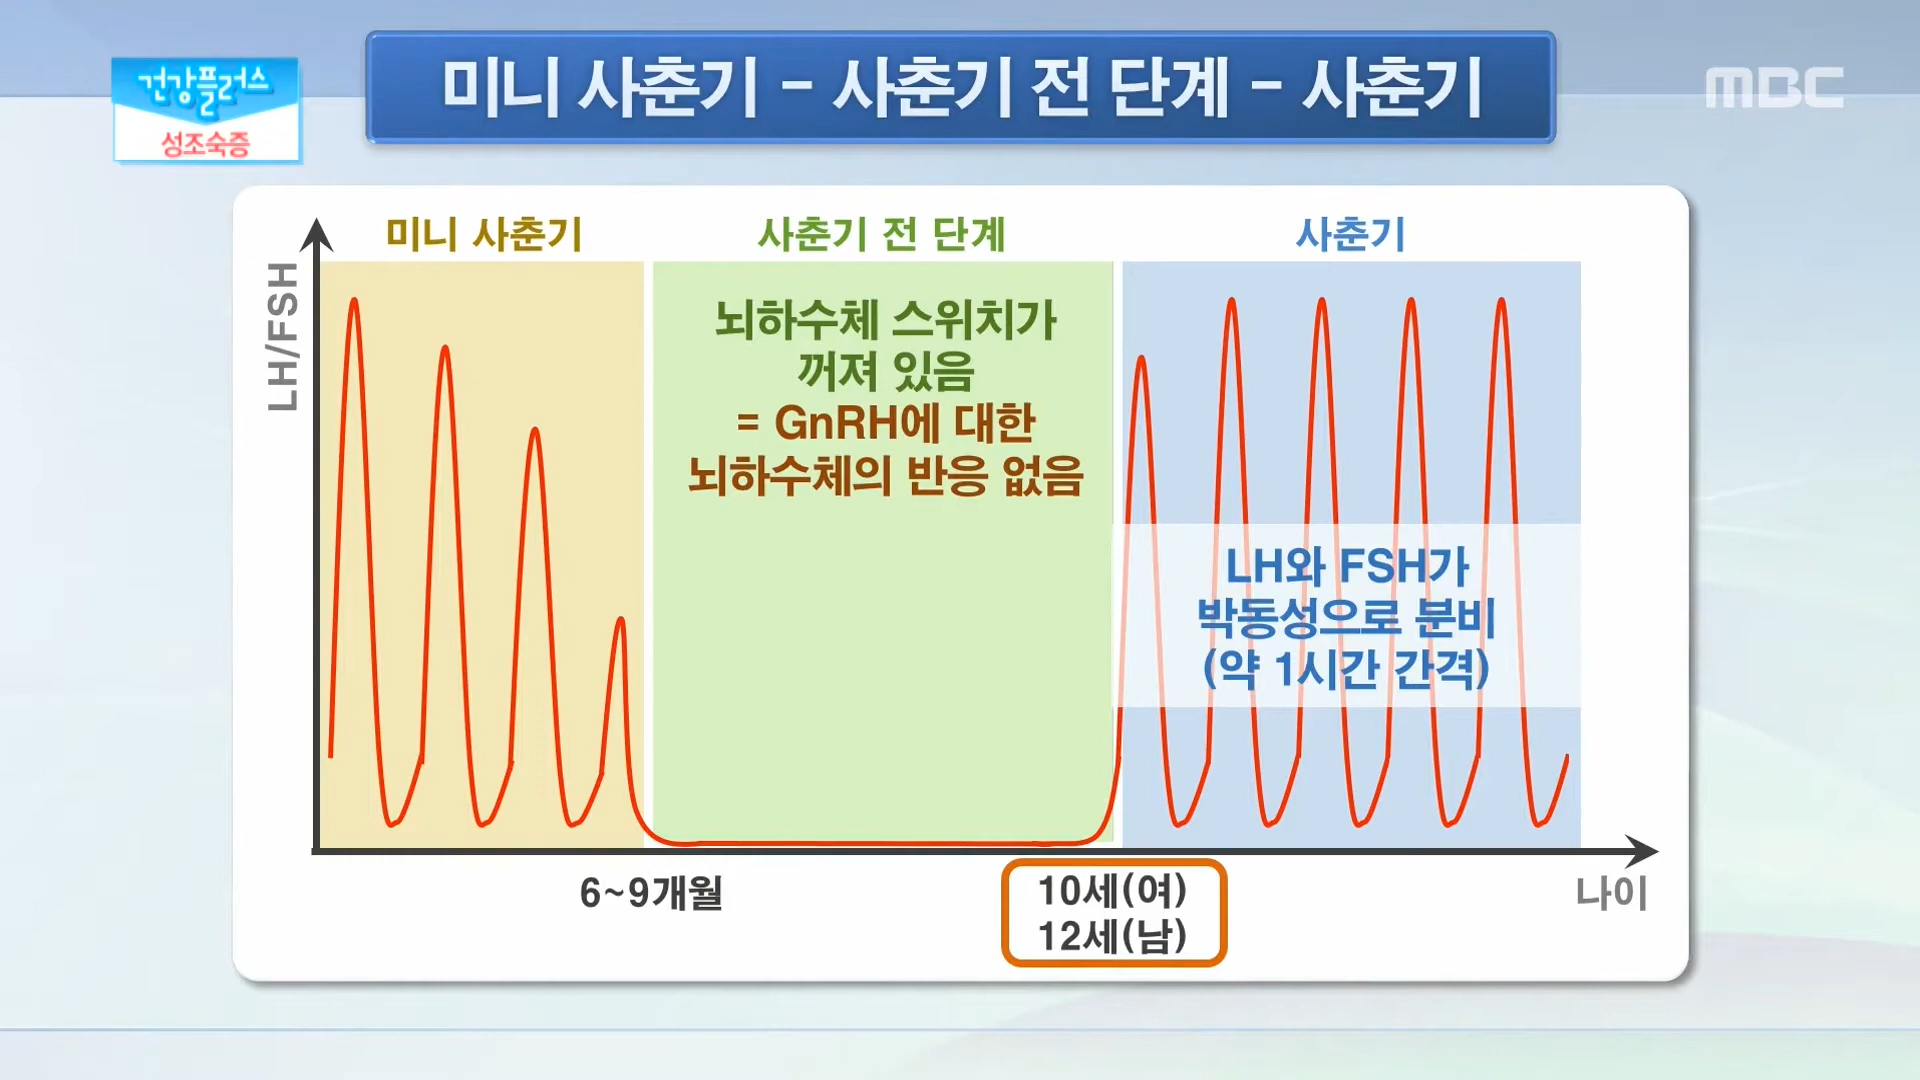 건강플러스
성조숙증
미니 사춘기 - 사춘기 전 단계 - 사춘기
MBC
미니 사춘기
사춘기 전 단계
사춘기
LH/FSH
뇌하수체 스위치가
꺼져 있음
= GnRH에 대한
뇌하수체의 반응 없음
LH와 FSH가
박동성으로 분비
(약 1시간 간격)
6~9개월
10세(여)
12세(남)
나이